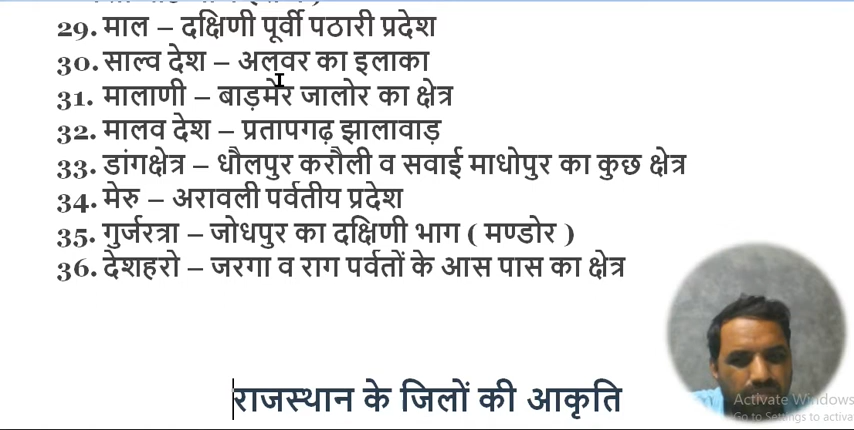 29. माल – दक्षिणी पूर्वी पठारी प्रदेश
30. साल्व देश – अलवर का इलाका
31. मालाणी – बाड़मेर जालोर का क्षेत्र
32. मालव देश – प्रतापगढ़ झालावाड़
33. डांगक्षेत्र – धौलपुर करौली व सवाई माधोपुर का कुछ क्षेत्र
34. मेरु – अरावली पर्वतीय प्रदेश
35. गुर्जरत्रा – जोधपुर का दक्षिणी भाग ( मण्डोर )
36. देशहरो – जरगा व राग पर्वतों के आस पास का क्षेत्र
राजस्थान के जिलों की आकृति
Activate Windows
Go to Settings to activa